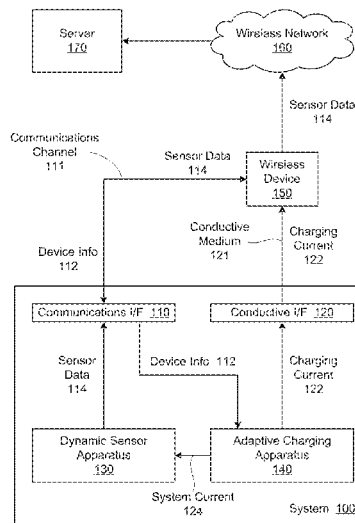 Server
170
Wireless Network
160
Communications
Channel
111
Sensor Data
114
Sensor Data
114
Wireless
Device
150
Conductive
Medium
121
Charging
Current
122
Device Info
112
Communications I/F 110
Conductive I/F 120
Sensor
Data
114
Device Info 112
Charging
Current
122
Dynamic Sensor
Apparatus
130
Adaptive Charging
Apparatus
140
System Current
124
System 100